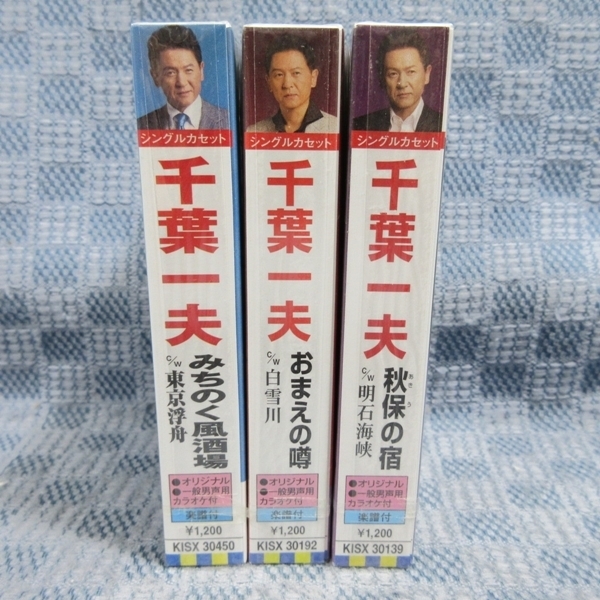 シングルカセット
千葉一夫
みちのく風酒場
c/w 東京浮舟
●オリジナル
●一般男声用
カラオケ付
楽譜付
¥1,200
KISX 30450
シングルカセット
千葉一夫
おまえの噂
c/w 白雪川
●オリジナル
●一般男声用
カラオケ付
楽譜付
¥1,200
KISX 30192
シングルカセット
千葉一夫
秋保の宿
あきう
c/w 明石海峡
●オリジナル
●一般男声用
カラオケ付
楽譜付
¥1,200
KISX 30139